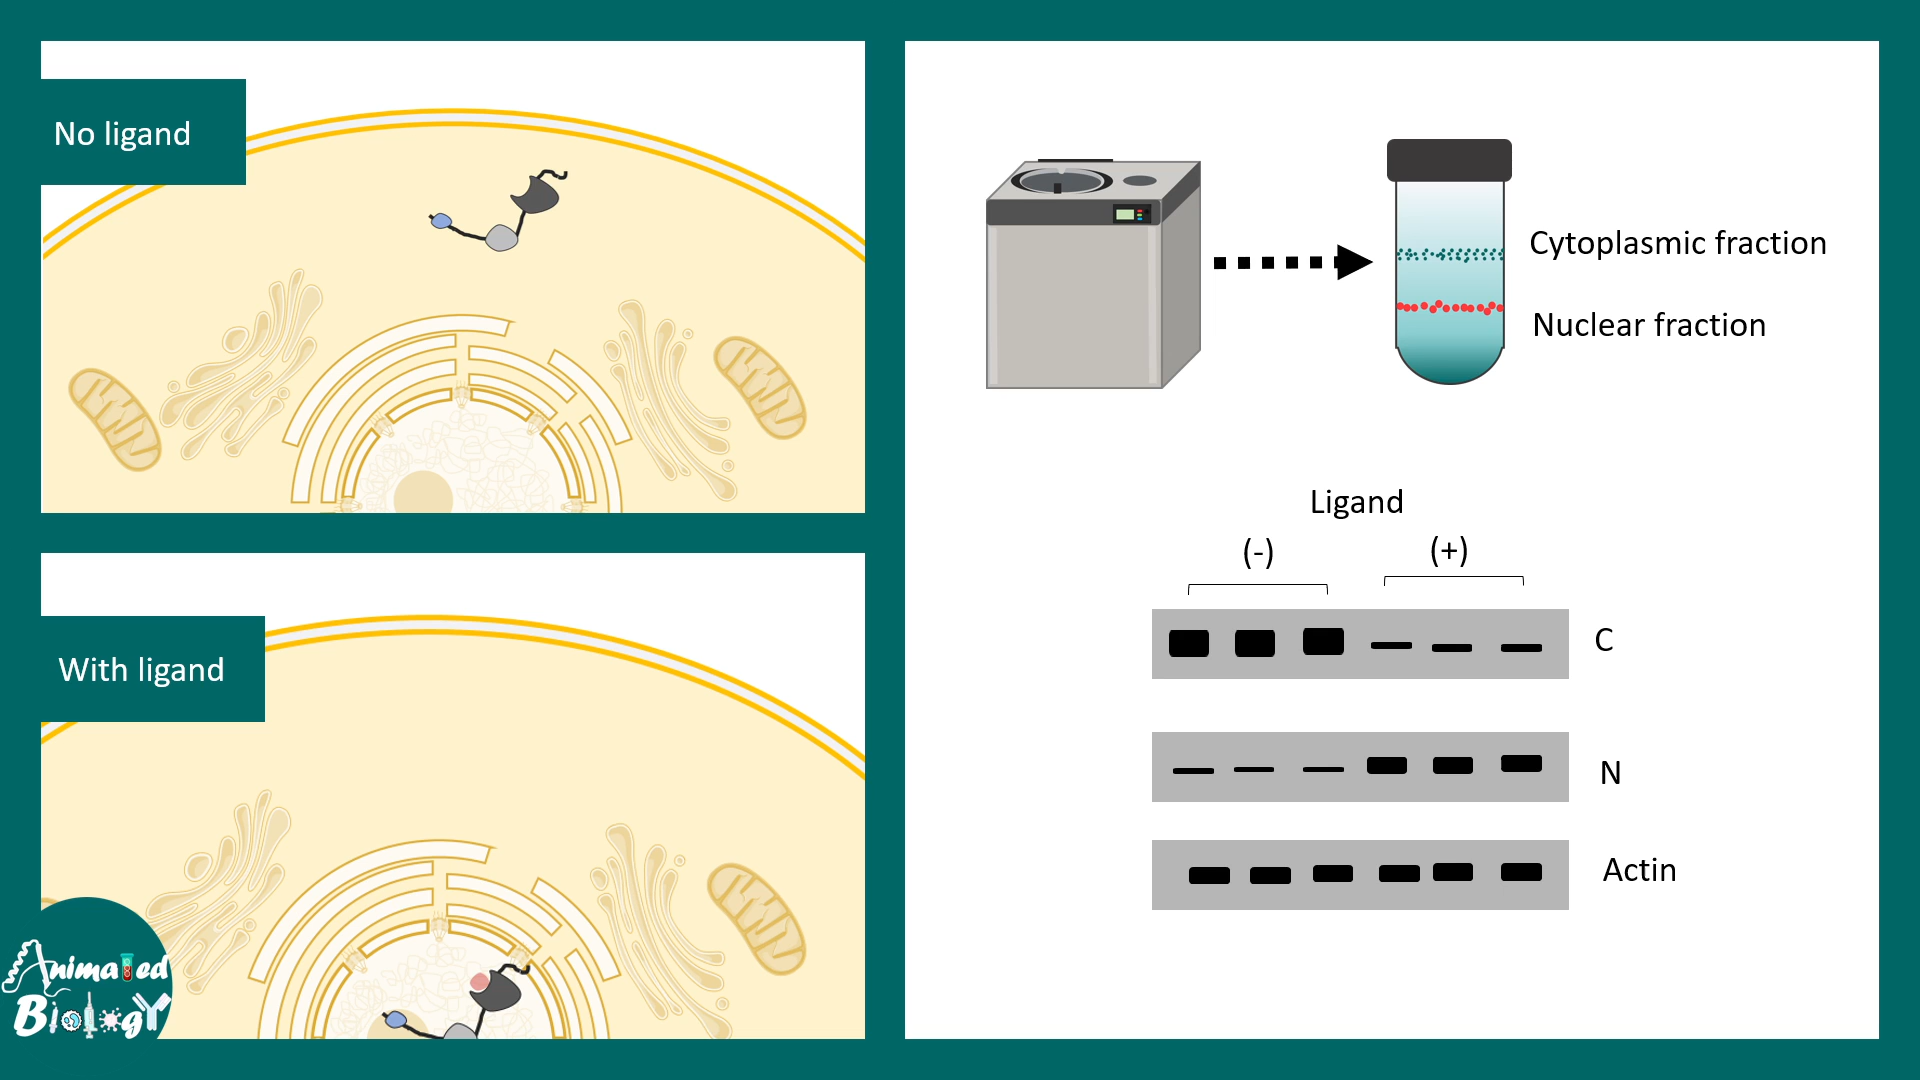 No ligand
With ligand
Animated
Biology
Cytoplasmic fraction
Nuclear fraction
Ligand
(-)
(+)
C
N
Actin